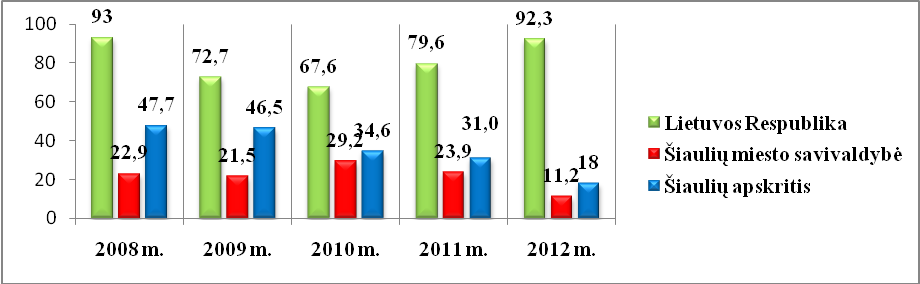 100
80
60
40
20
0
93
22,9
47,7
72,7
21,5
46,5
67,6
29,2
34,6
79,6
23,9
31,0
92,3
11,2
18
2008 m.
2009 m.
2010 m.
2011 m.
2012 m.
Lietuvos Respublika
Šiaulių miesto savivaldybė
Šiaulių apskritis